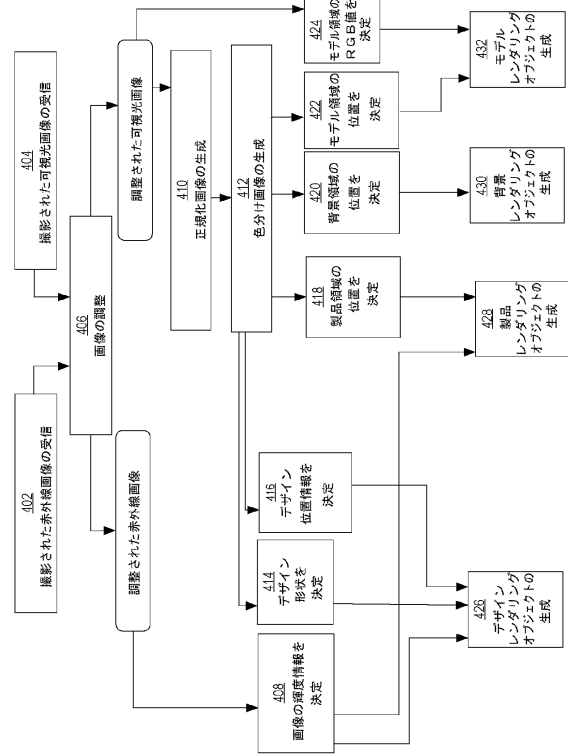 402
撮影された赤外線画像の受信
404
撮影された可視光画像の受信
406
画像の調整
調整された赤外線画像
調整された可視光画像
408
画像の輝度情報を
決定
410
正規化画像の生成
412
色分け画像の生成
414
デザイン
形状を
決定
416
デザイン
位置情報を
決定
418
製品領域の
位置を
決定
420
背景領域の
位置を
決定
422
モデル領域の
位置を
決定
424
モデル領域の
RGB値を
決定
426
デザイン
レンダリング
オブジェクトの
生成
428
製品
レンダリング
オブジェクトの
生成
430
背景
レンダリング
オブジェクトの
生成
432
モデル
レンダリング
オブジェクトの
生成